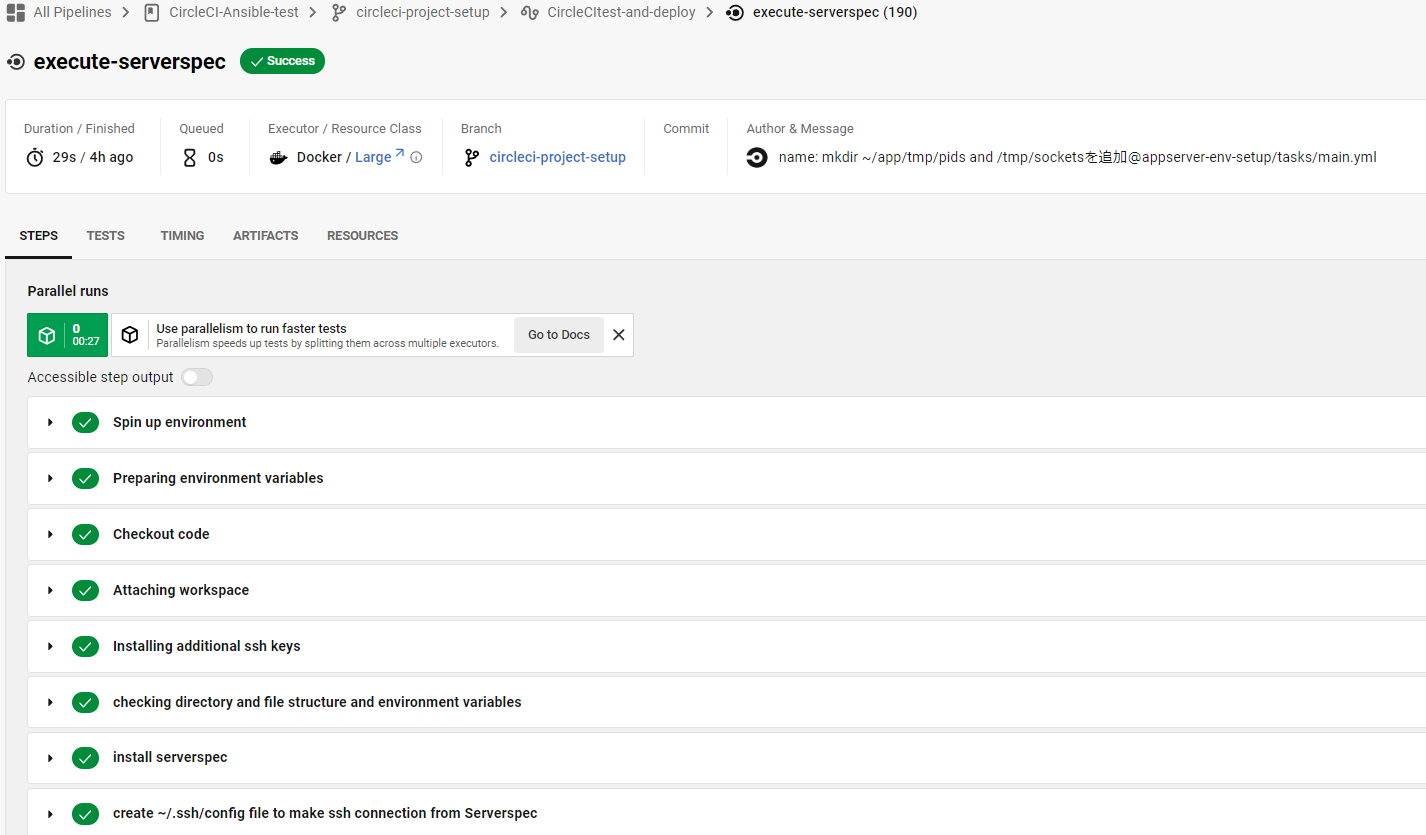 All Pipelines CircleCI-Ansible-test circleci-project-setup CircleCItest-and-deploy execute-serverspec (190)
execute-serverspec Success
Duration / Finished Queued Executor / Resource Class Branch Commit Author & Message
29s / 4h ago 0s Docker / Large circleci-project-setup name: mkdir ~/app/tmp/pids and /tmp/socketsを追加@appserver-env-setup/tasks/main.yml
STEPS TESTS TIMING ARTIFACTS RESOURCES
Parallel runs
0
00:27
Use parallelism to run faster tests
Parallelism speeds up tests by splitting them across multiple executors.
Go to Docs
Accessible step output
Spin up environment
Preparing environment variables
Checkout code
Attaching workspace
Installing additional ssh keys
checking directory and file structure and environment variables
install serverspec
create ~/.ssh/config file to make ssh connection from Serverspec